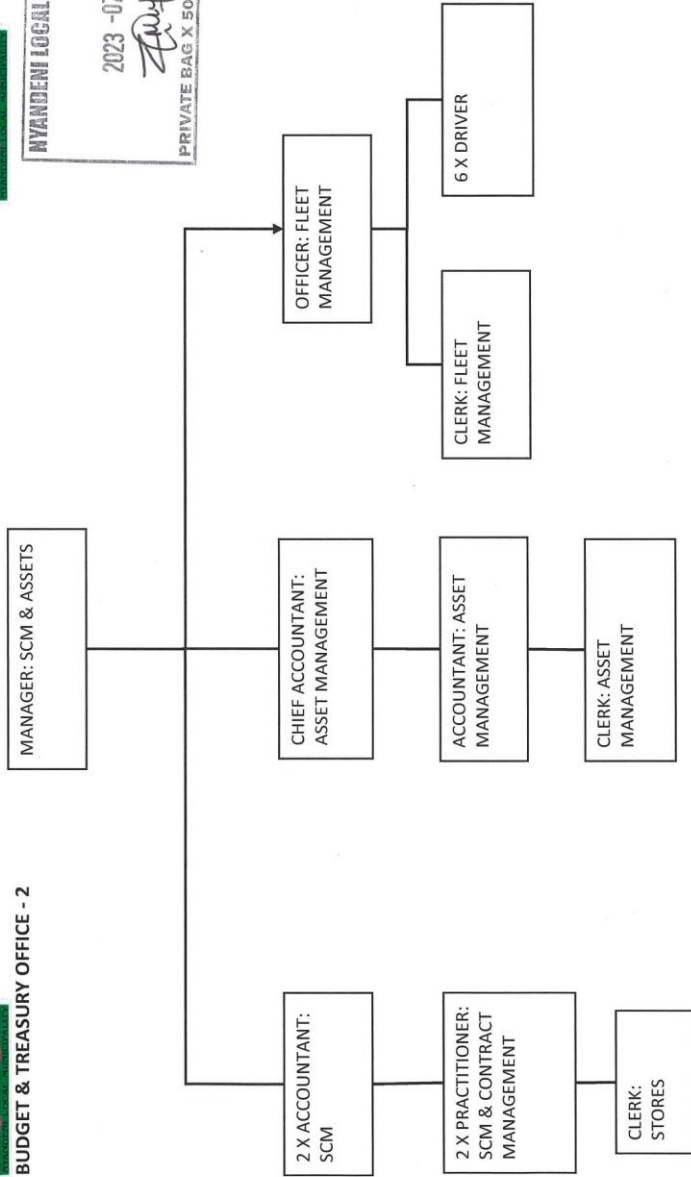 BUDGET & TREASURY OFFICE - 2
NYANDENI LOCAL
2023 -07
PRIVATE BAG X 50
MANAGER: SCM & ASSETS
2 X ACCOUNTANT:
SCM
CHIEF ACCOUNTANT:
ASSET MANAGEMENT
OFFICER: FLEET
MANAGEMENT
2 X PRACTITIONER:
SCM & CONTRACT
MANAGEMENT
ACCOUNTANT: ASSET
MANAGEMENT
CLERK: FLEET
MANAGEMENT
6 X DRIVER
CLERK:
STORES
CLERK: ASSET
MANAGEMENT